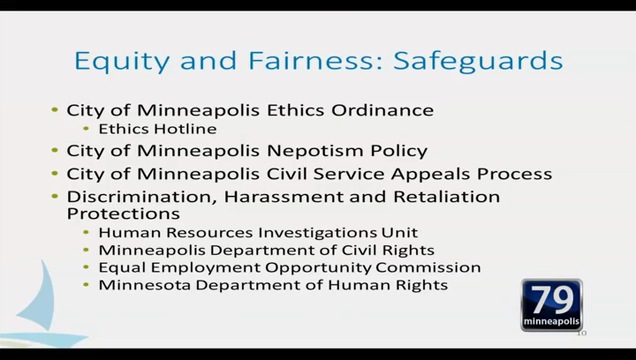 Equity and Fairness: Safeguards
• City of Minneapolis Ethics Ordinance
• Ethics Hotline
• City of Minneapolis Nepotism Policy
• City of Minneapolis Civil Service Appeals Process
• Discrimination, Harassment and Retaliation
Protections
• Human Resources Investigations Unit
• Minneapolis Department of Civil Rights
• Equal Employment Opportunity Commission
• Minnesota Department of Human Rights
79
minneapolis